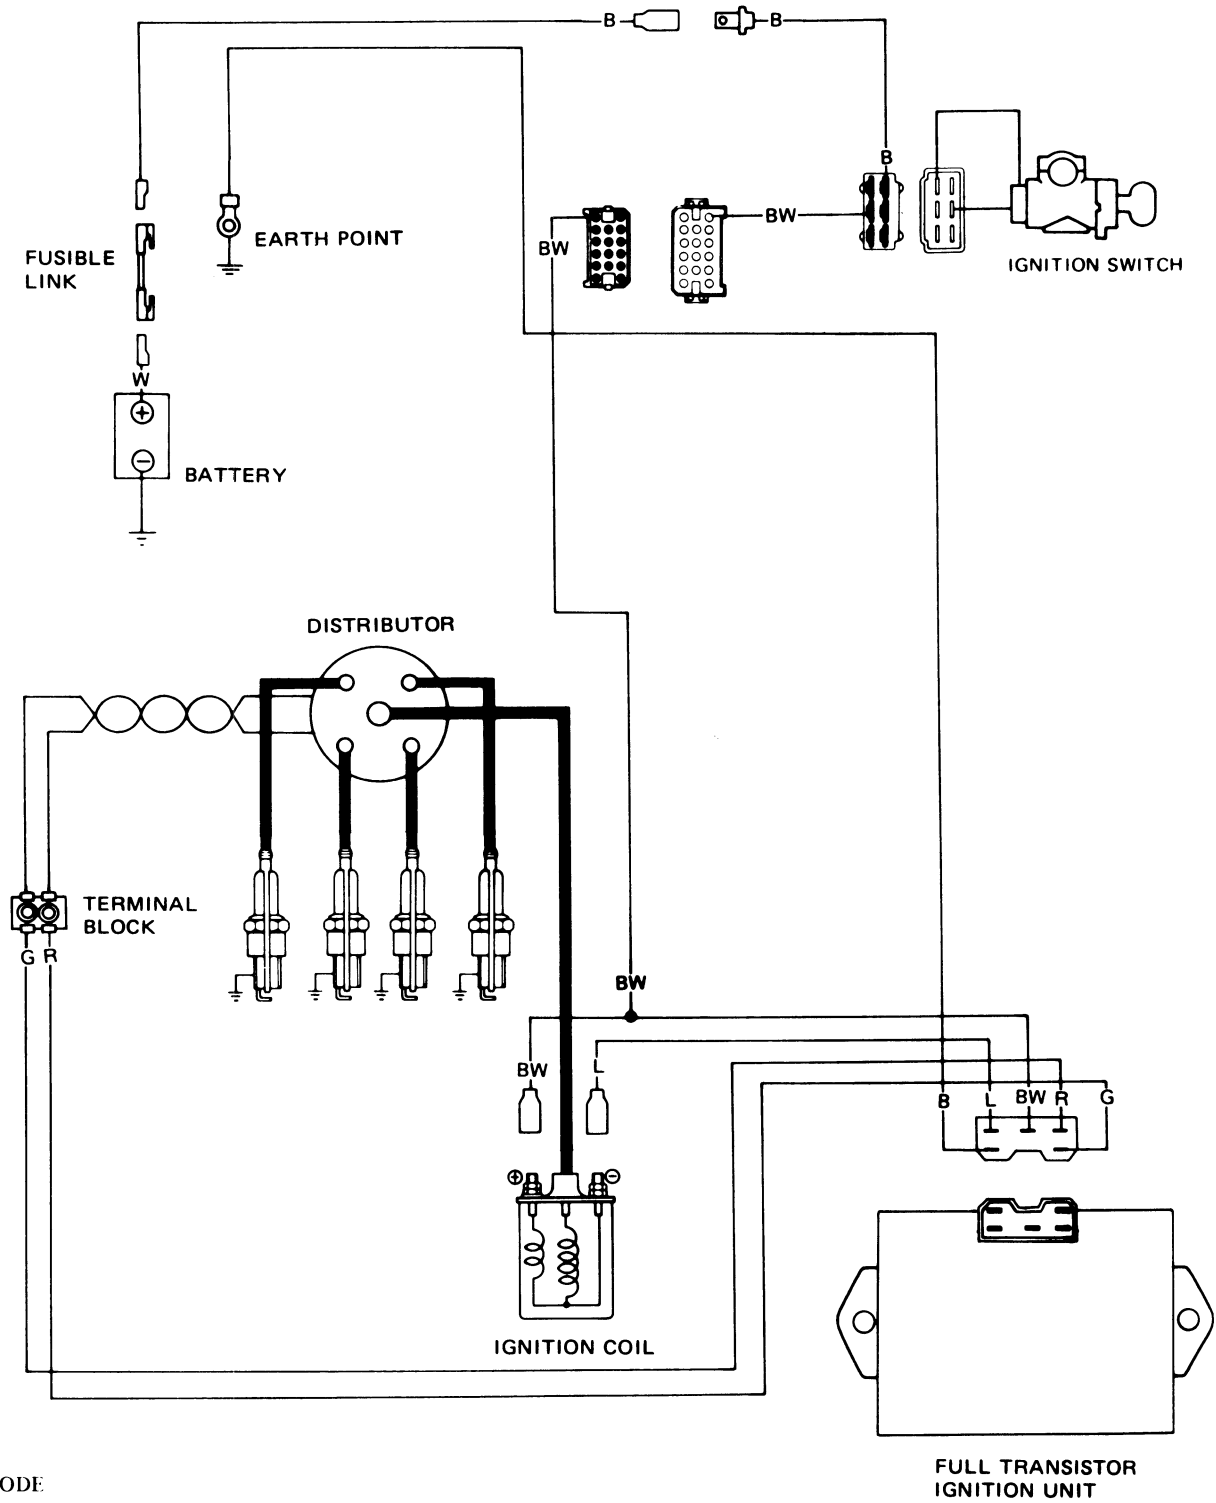 B
B
B
BW
BW
FUSIBLE
LINK
EARTH POINT
IGNITION SWITCH
W
+
−
BATTERY
DISTRIBUTOR
TERMINAL
BLOCK
G R
BW
BW
L
B
L
BW
R
G
+
−
IGNITION COIL
FULL TRANSISTOR
IGNITION UNIT
ODE